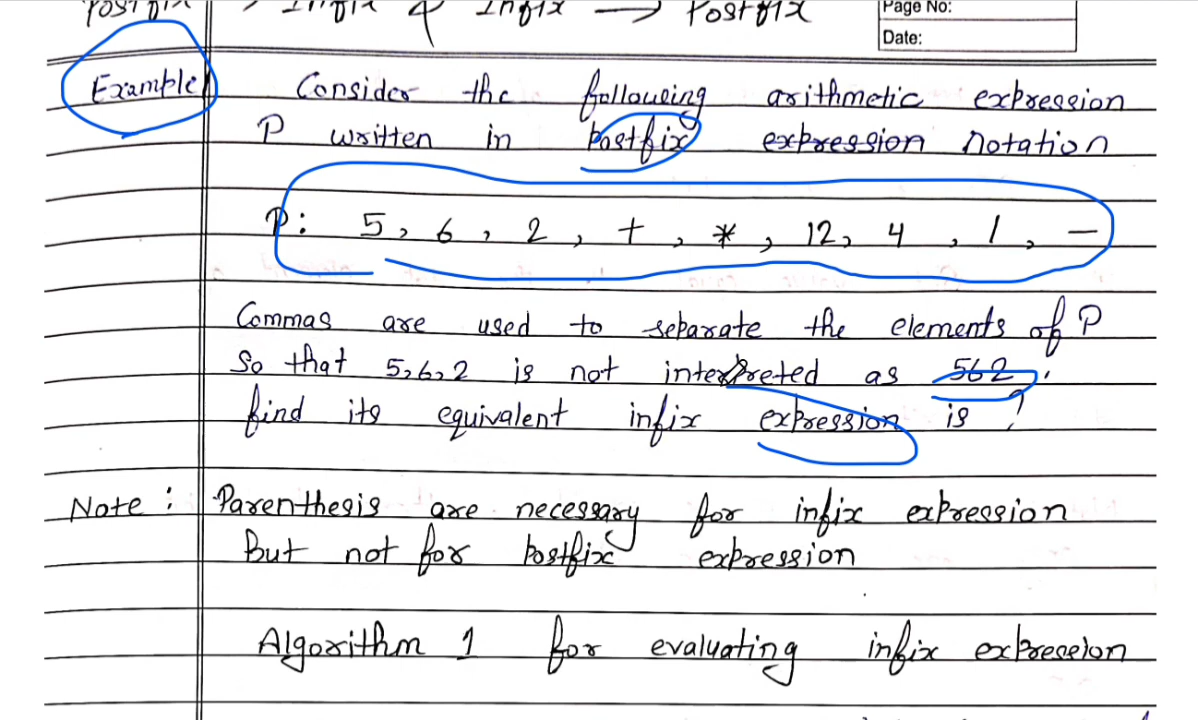 Postfix → Infix & Infix → Postfix
Page No:
Date:
Example Consider the following arithmetic expression
P written in Postfix expression notation
P: 5, 6, 2, +, *, 12, 4, /, -
Commas are used to separate the elements of P
So that 5,6,2 is not interpreted as 562.
find its equivalent infix expression is ?
Note : Parenthesis are necessary for infix expression
But not for postfix expression
Algorithm 1 for evaluating infix expression